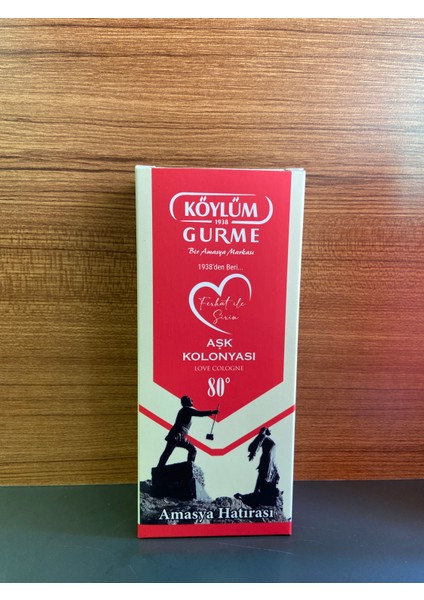 KÖYLÜM
1938
GURME
Bir Amasya Markası
1938'den Beri...
Ferhat ile
Şirin
AŞK
KOLONYASI
LOVE COLOGNE
80°
Amasya Hatırası